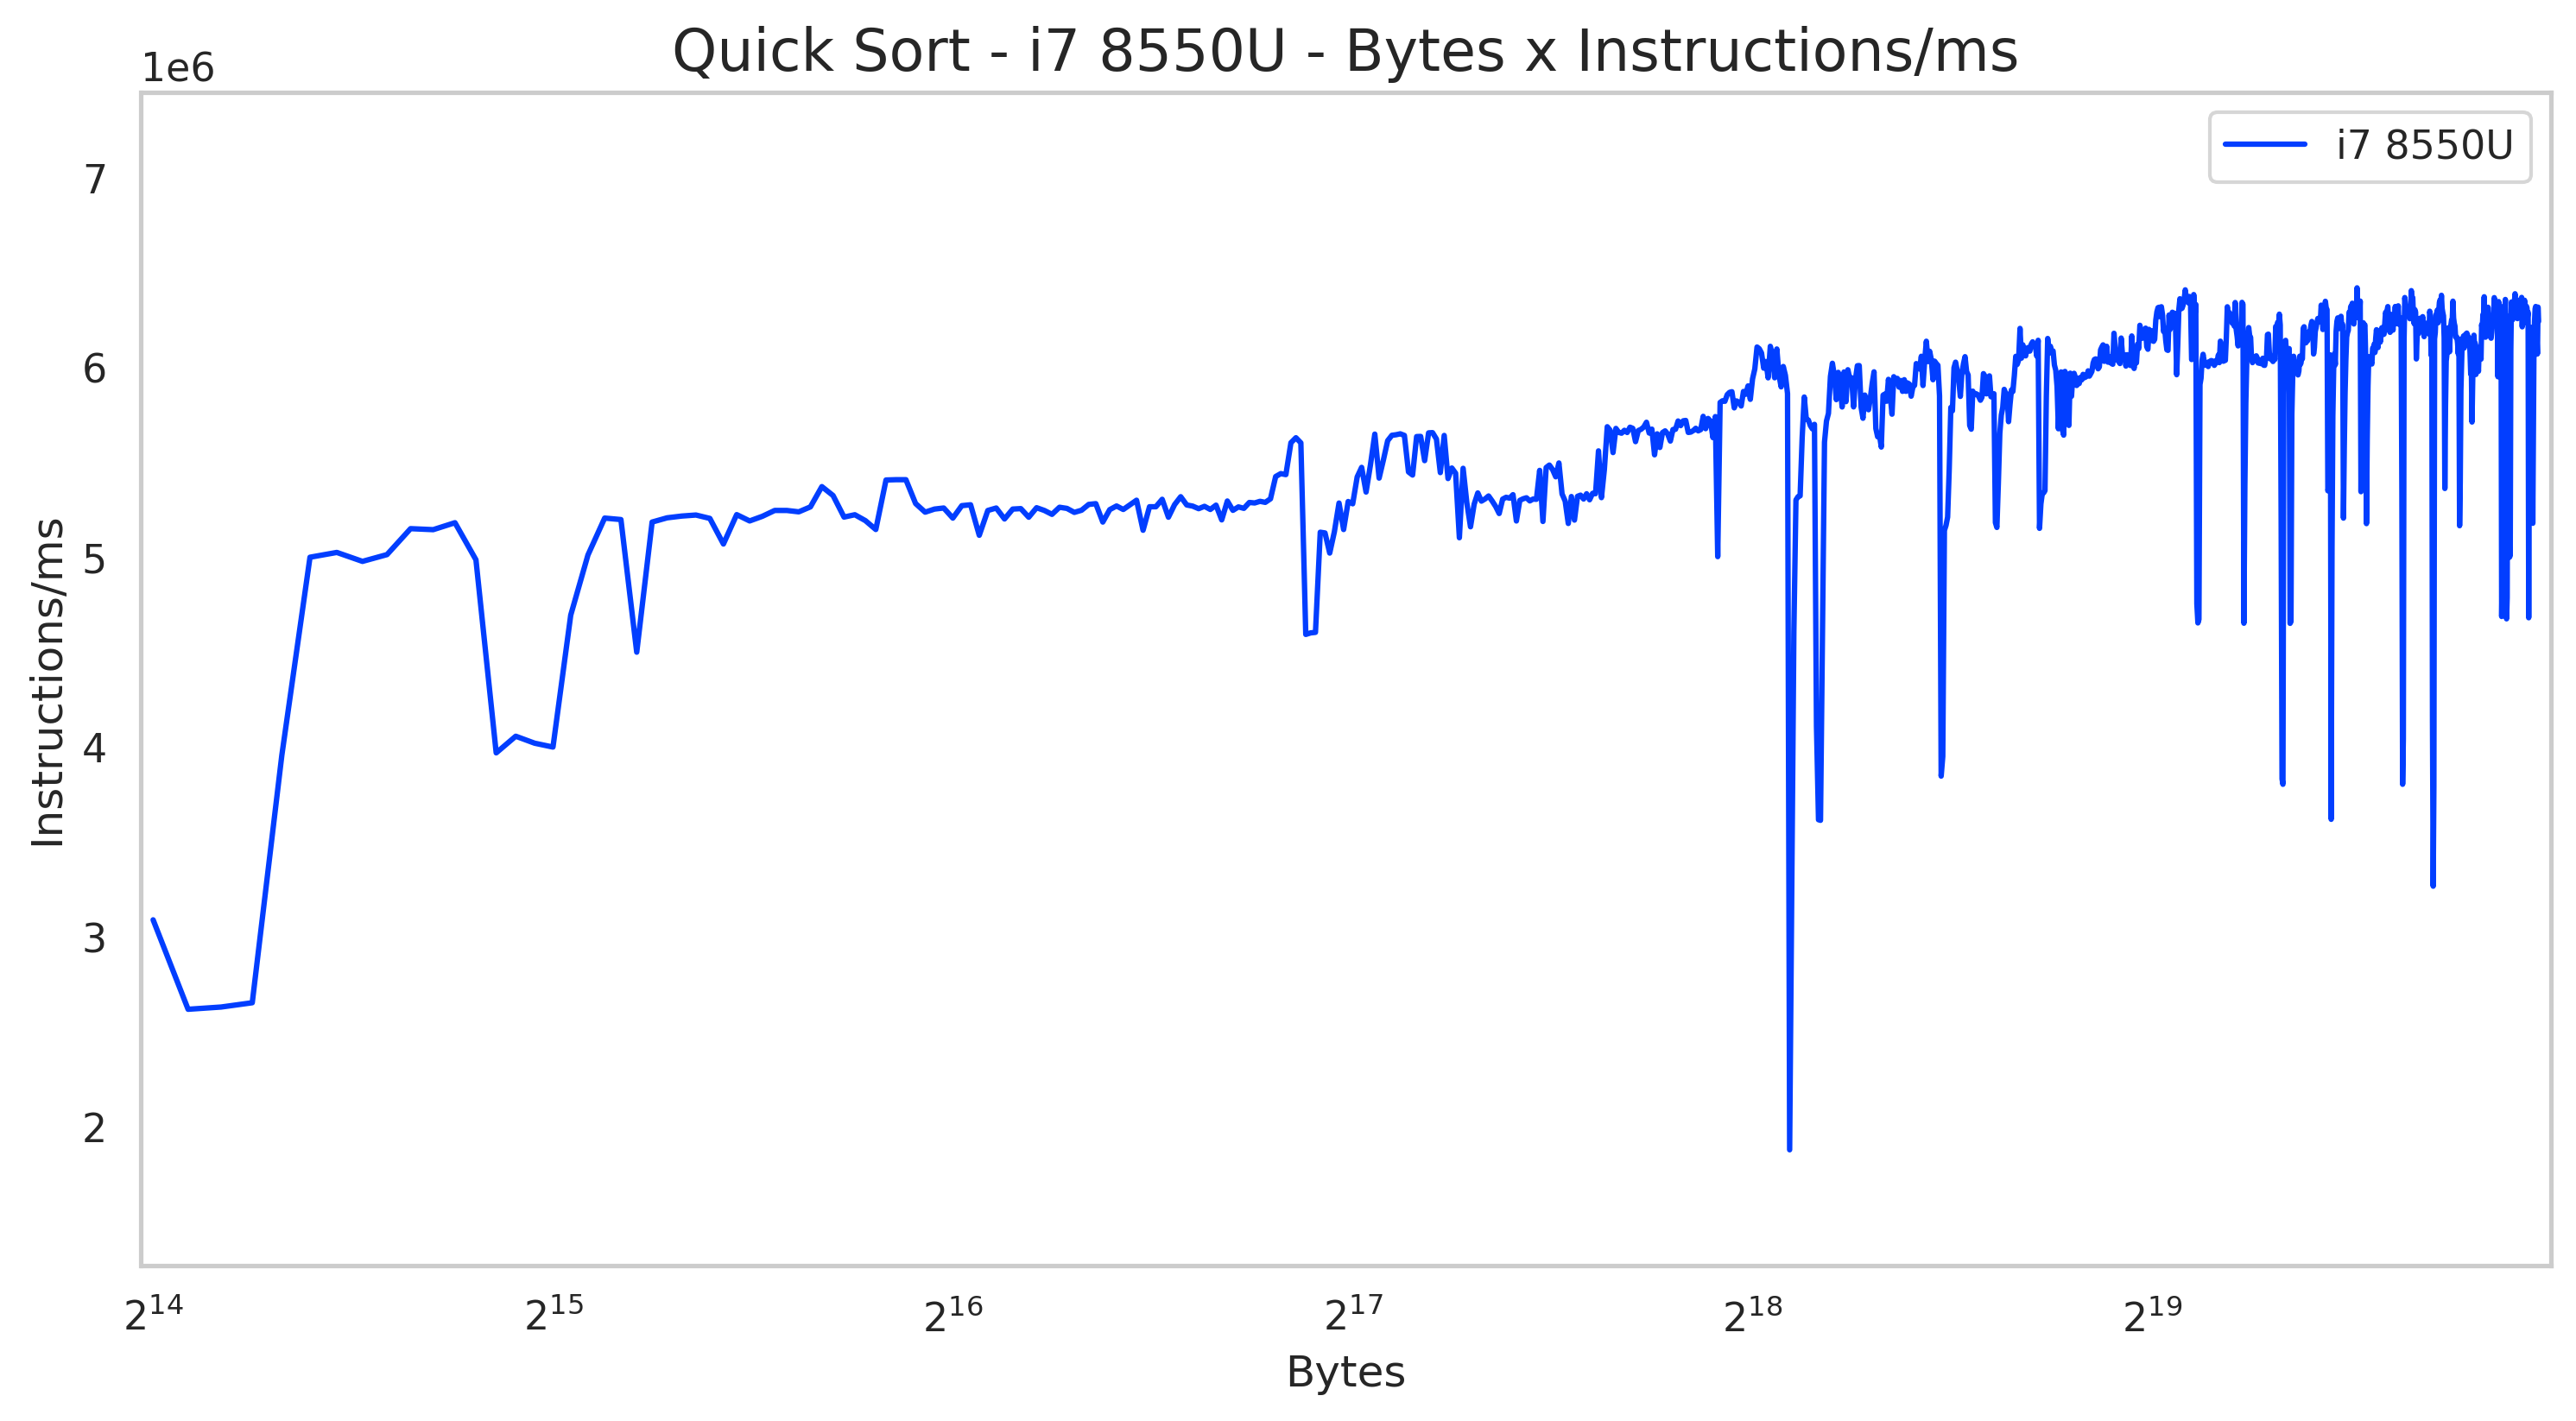 Quick Sort - i7 8550U - Bytes x Instructions/ms
1e6
i7 8550U
7
6
5
4
3
2
Instructions/ms
2^14 2^15 2^16 2^17 2^18 2^19
Bytes